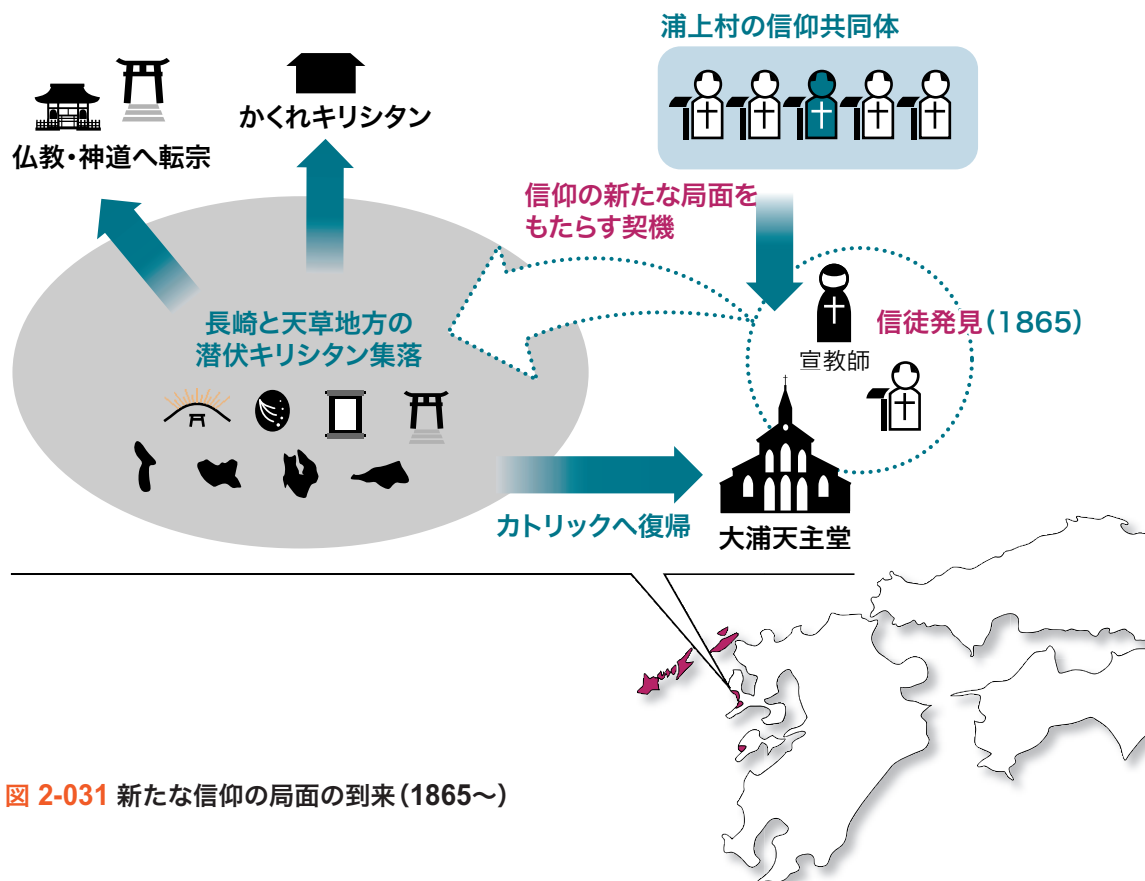 浦上村の信仰共同体
かくれキリシタン
仏教・神道へ転宗
信仰の新たな局面を
もたらす契機
長崎と天草地方の
潜伏キリシタン集落
信徒発見(1865)
宣教師
カトリックへ復帰
大浦天主堂
図 2-031 新たな信仰の局面の到来(1865～)